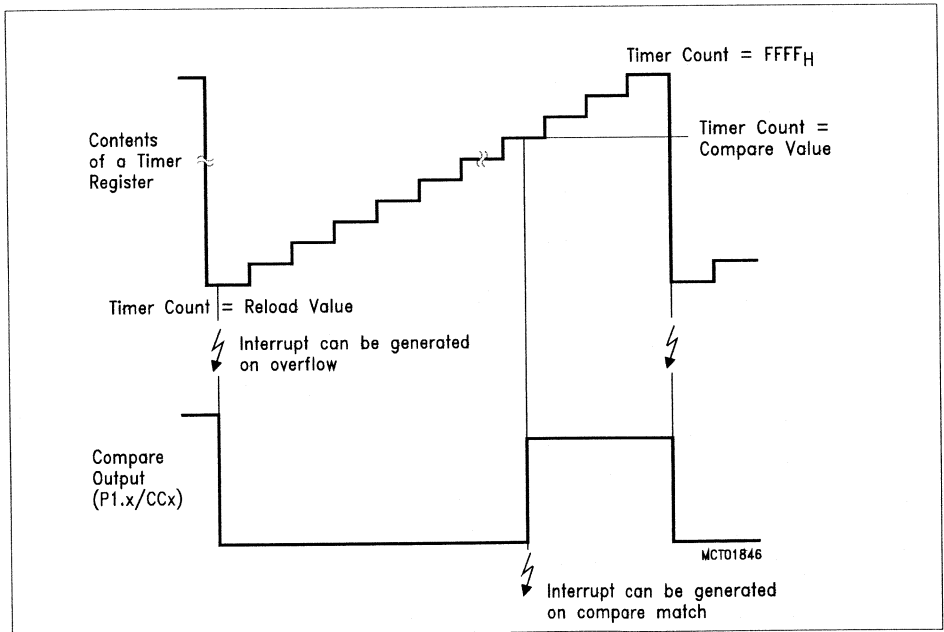 Timer Count = FFFFH
Contents
of a Timer
Register
Timer Count =
Compare Value
Timer Count = Reload Value
Interrupt can be generated
on overflow
Compare
Output
(P1.x/CCx)
MCT01846
Interrupt can be generated
on compare match